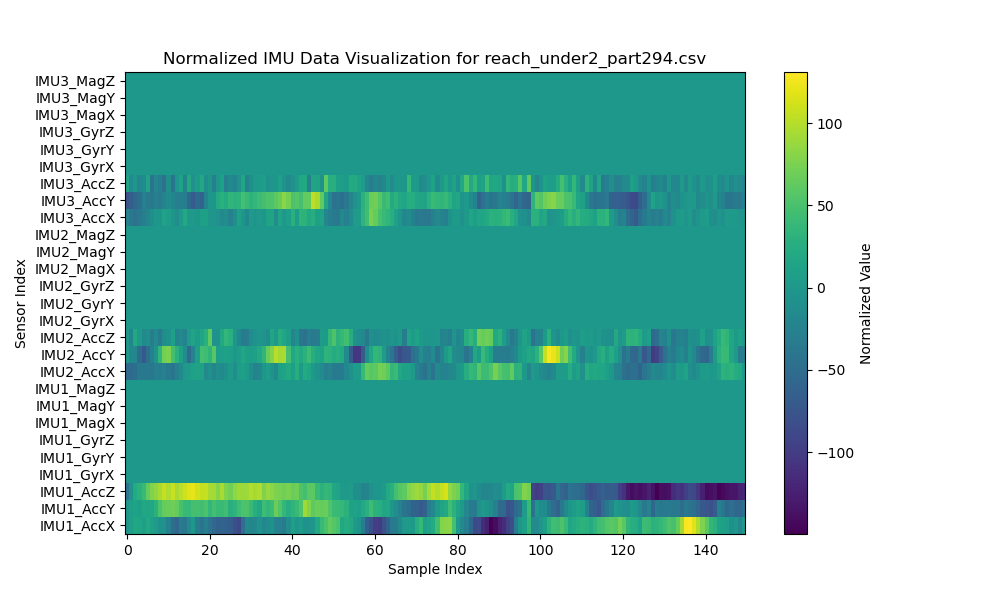 Normalized IMU Data Visualization for reach_under2_part294.csv
IMU3_MagZ
IMU3_MagY
IMU3_MagX
IMU3_GyrZ
IMU3_GyrY
IMU3_GyrX
IMU3_AccZ
IMU3_AccY
IMU3_AccX
IMU2_MagZ
IMU2_MagY
IMU2_MagX
IMU2_GyrZ
IMU2_GyrY
IMU2_GyrX
IMU2_AccZ
IMU2_AccY
IMU2_AccX
IMU1_MagZ
IMU1_MagY
IMU1_MagX
IMU1_GyrZ
IMU1_GyrY
IMU1_GyrX
IMU1_AccZ
IMU1_AccY
IMU1_AccX
Sensor Index
0 20 40 60 80 100 120 140
Sample Index
100
50
0
−50
−100
Normalized Value